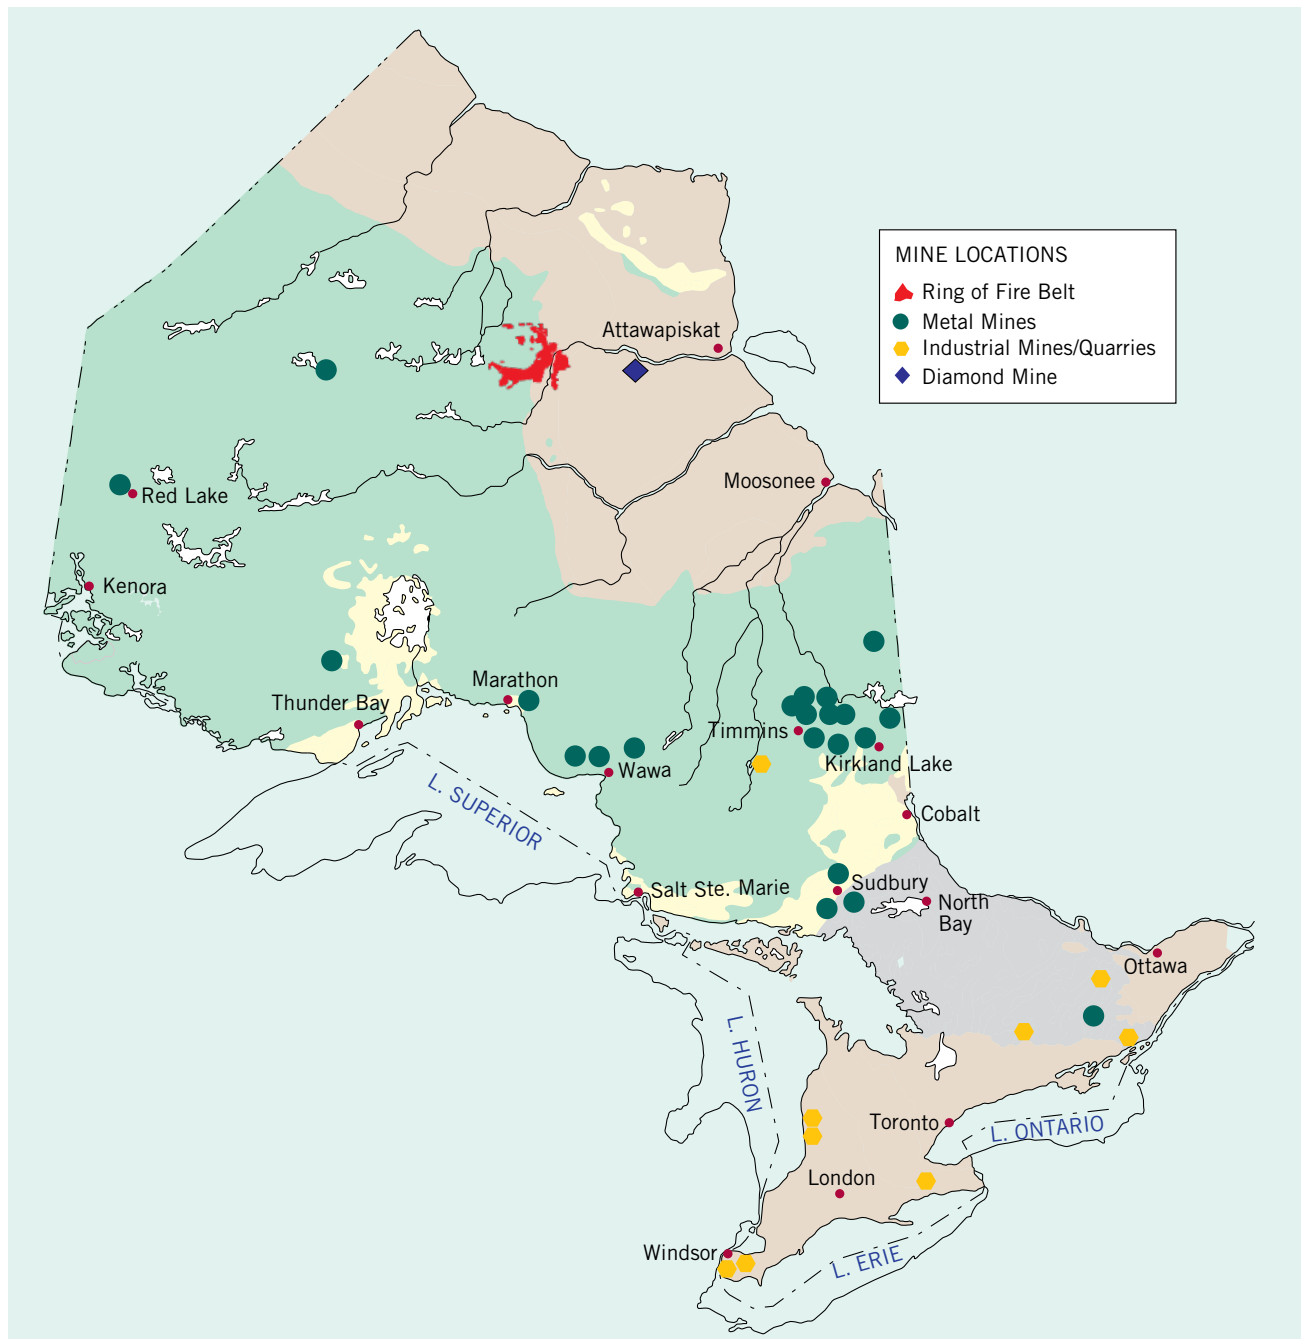 MINE LOCATIONS
Ring of Fire Belt
Metal Mines
Industrial Mines/Quarries
Diamond Mine
Attawapiskat
Moosonee
Red Lake
Kenora
Marathon
Thunder Bay
Timmins
Kirkland Lake
Wawa
L. SUPERIOR
Cobalt
Salt Ste. Marie
Sudbury
North
Bay
Ottawa
L. HURON
Toronto
L. ONTARIO
London
Windsor
L. ERIE